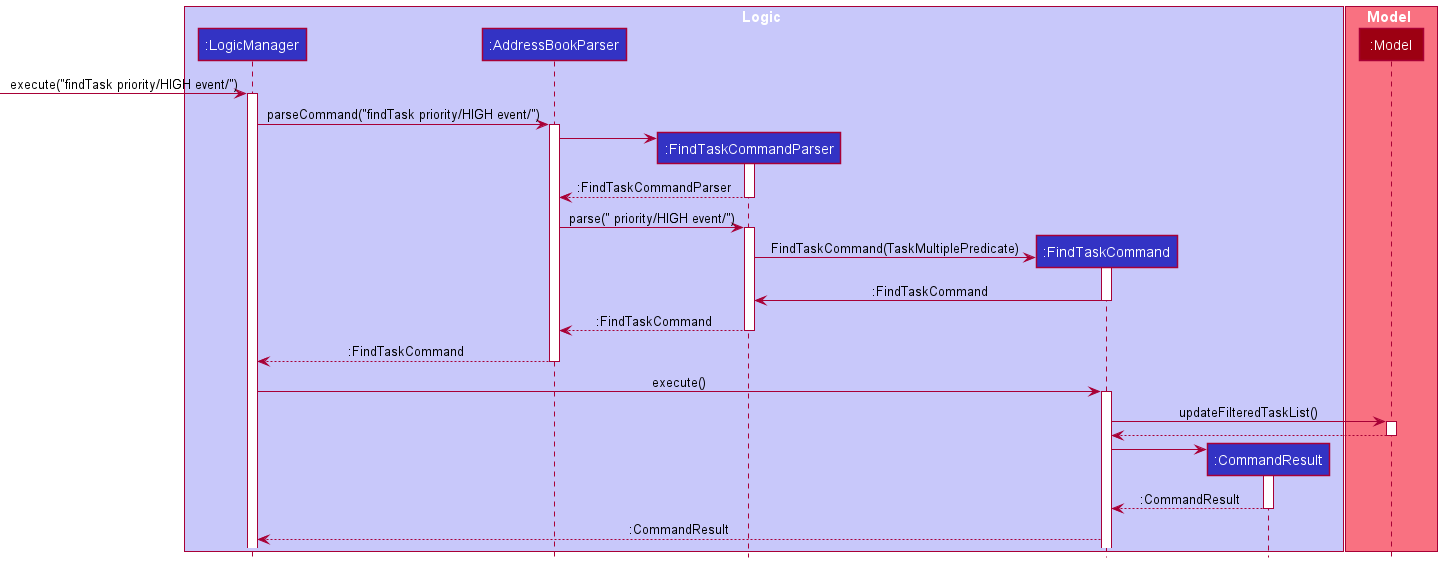 Logic
Model
:LogicManager
:AddressBookParser
:Model
execute("findTask priority/HIGH event/")
parseCommand("findTask priority/HIGH event/")
:FindTaskCommandParser
:FindTaskCommandParser
parse(" priority/HIGH event/")
FindTaskCommand(TaskMultiplePredicate)
:FindTaskCommand
:FindTaskCommand
:FindTaskCommand
:FindTaskCommand
execute()
updateFilteredTaskList()
:CommandResult
:CommandResult
:CommandResult